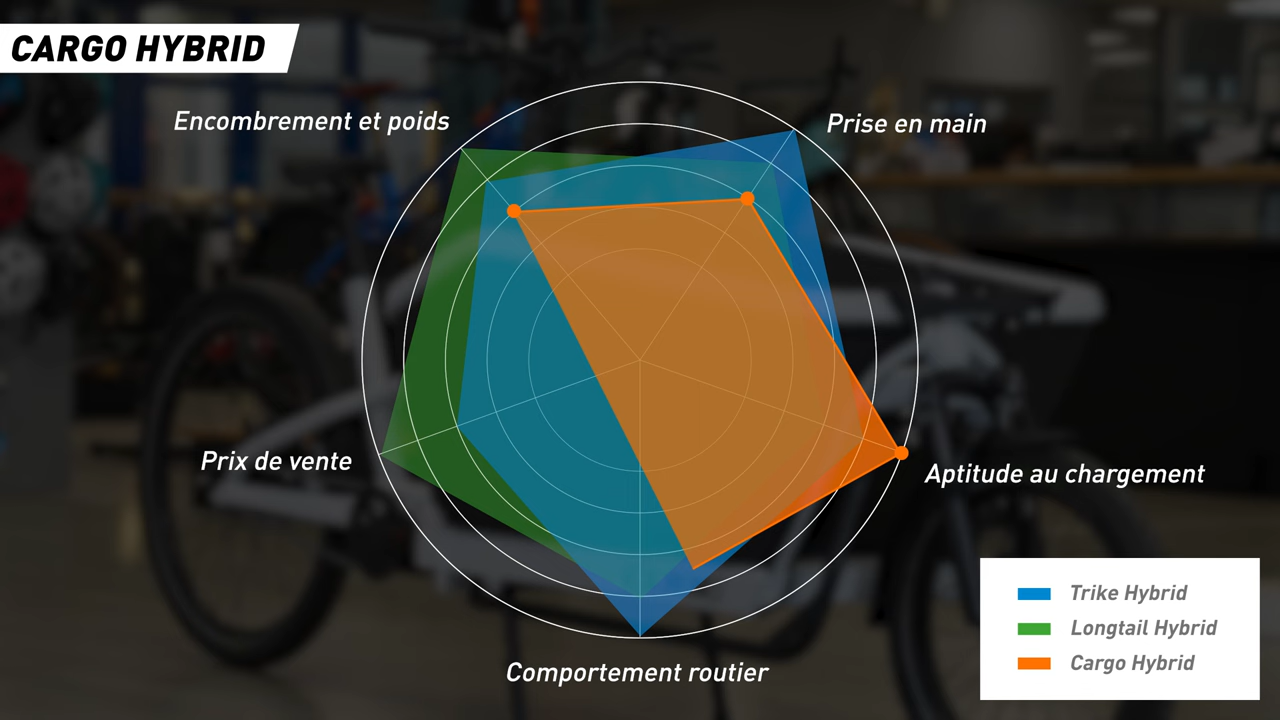 CARGO HYBRID
Encombrement et poids
Prise en main
Prix de vente
Aptitude au chargement
Comportement routier
Trike Hybrid
Longtail Hybrid
Cargo Hybrid